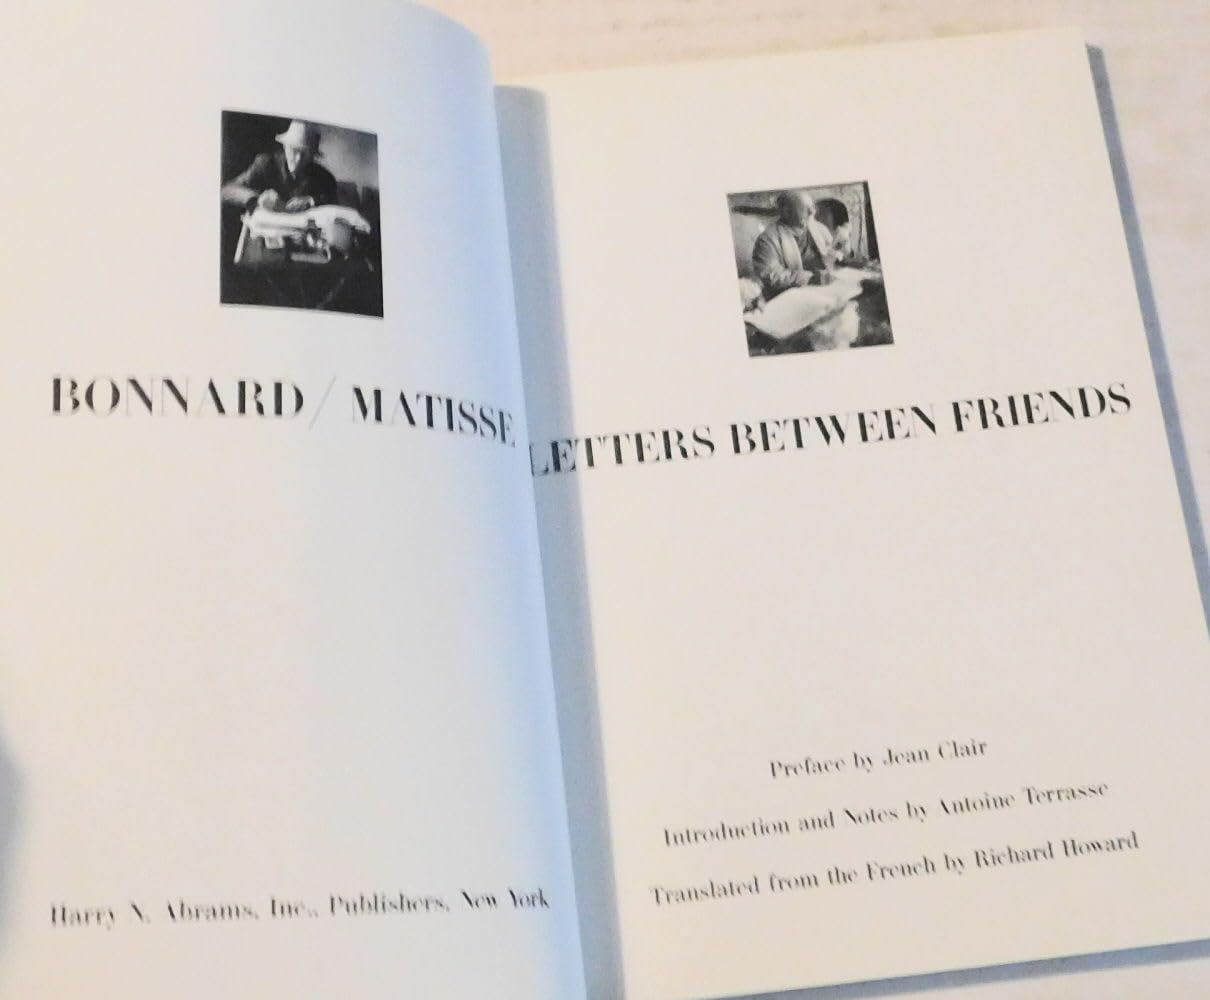 BONNARD / MATISSE
Harry N. Abrams, Inc., Publishers, New York
LETTERS BETWEEN FRIENDS
Preface by Jean Clair
Introduction and Notes by Antoine Terrasse
Translated from the French by Richard Howard